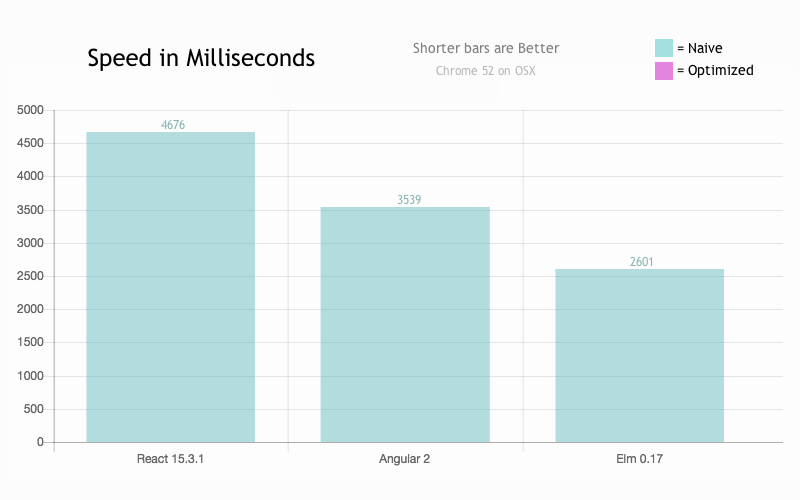 Speed in Milliseconds
Shorter bars are Better
Chrome 52 on OSX
= Naive
= Optimized
5000
4500
4000
3500
3000
2500
2000
1500
1000
500
0
4676
3539
2601
React 15.3.1
Angular 2
Elm 0.17